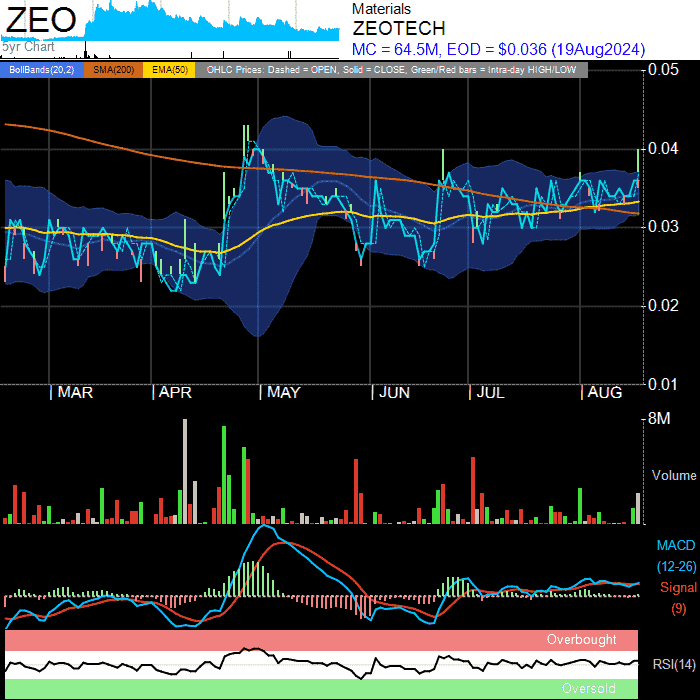 ZEO
5yr Chart
Materials
ZEOTECH
MC = 64.5M, EOD = $0.036 (19Aug2024)
BollBands(20,2) SMA(200) EMA(50) OHLC Prices: Dashed = OPEN, Solid = CLOSE, Green/Red bars = Intra-day HIGH/LOW
0.05
0.04
0.03
0.02
0.01
MAR APR MAY JUN JUL AUG
8M
Volume
MACD
(12-26)
Signal
(9)
Overbought
RSI(14)
Oversold